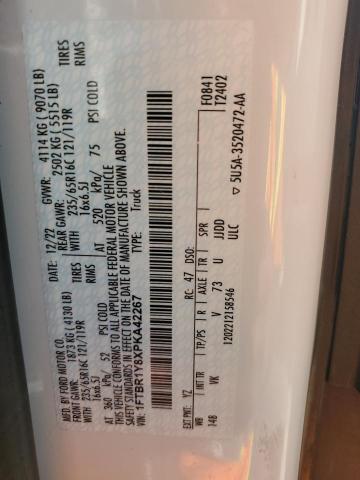 MFD. BY FORD MOTOR CO.
DATE: 12/22 GVWR: 4114 KG ( 9070 LB)
FRONT GAWR: 1873 KG ( 4130 LB) REAR GAWR: 2502 KG ( 5515 LB)
WITH TIRES WITH TIRES
235/65R16C 121/119R 235/65R16C 121/119R
16x6.5J RIMS 16x6.5J RIMS
AT 360 kPa/ 52 PSI COLD AT 520 kPa/ 75 PSI COLD
THIS VEHICLE CONFORMS TO ALL APPLICABLE FEDERAL MOTOR VEHICLE
SAFETY STANDARDS IN EFFECT ON THE DATE OF MANUFACTURE SHOWN ABOVE.
VIN: 1FTBR1Y8XPKA42267
TYPE: Truck
F0841
T2402
EXT PNT: YZ RC: 47 DSO:
WB INT TR TP/PS R AXLE TR SPR
148 VK V 73 U JJDD
ULC
1202212158546
▽ 5U5A-3520472-AA